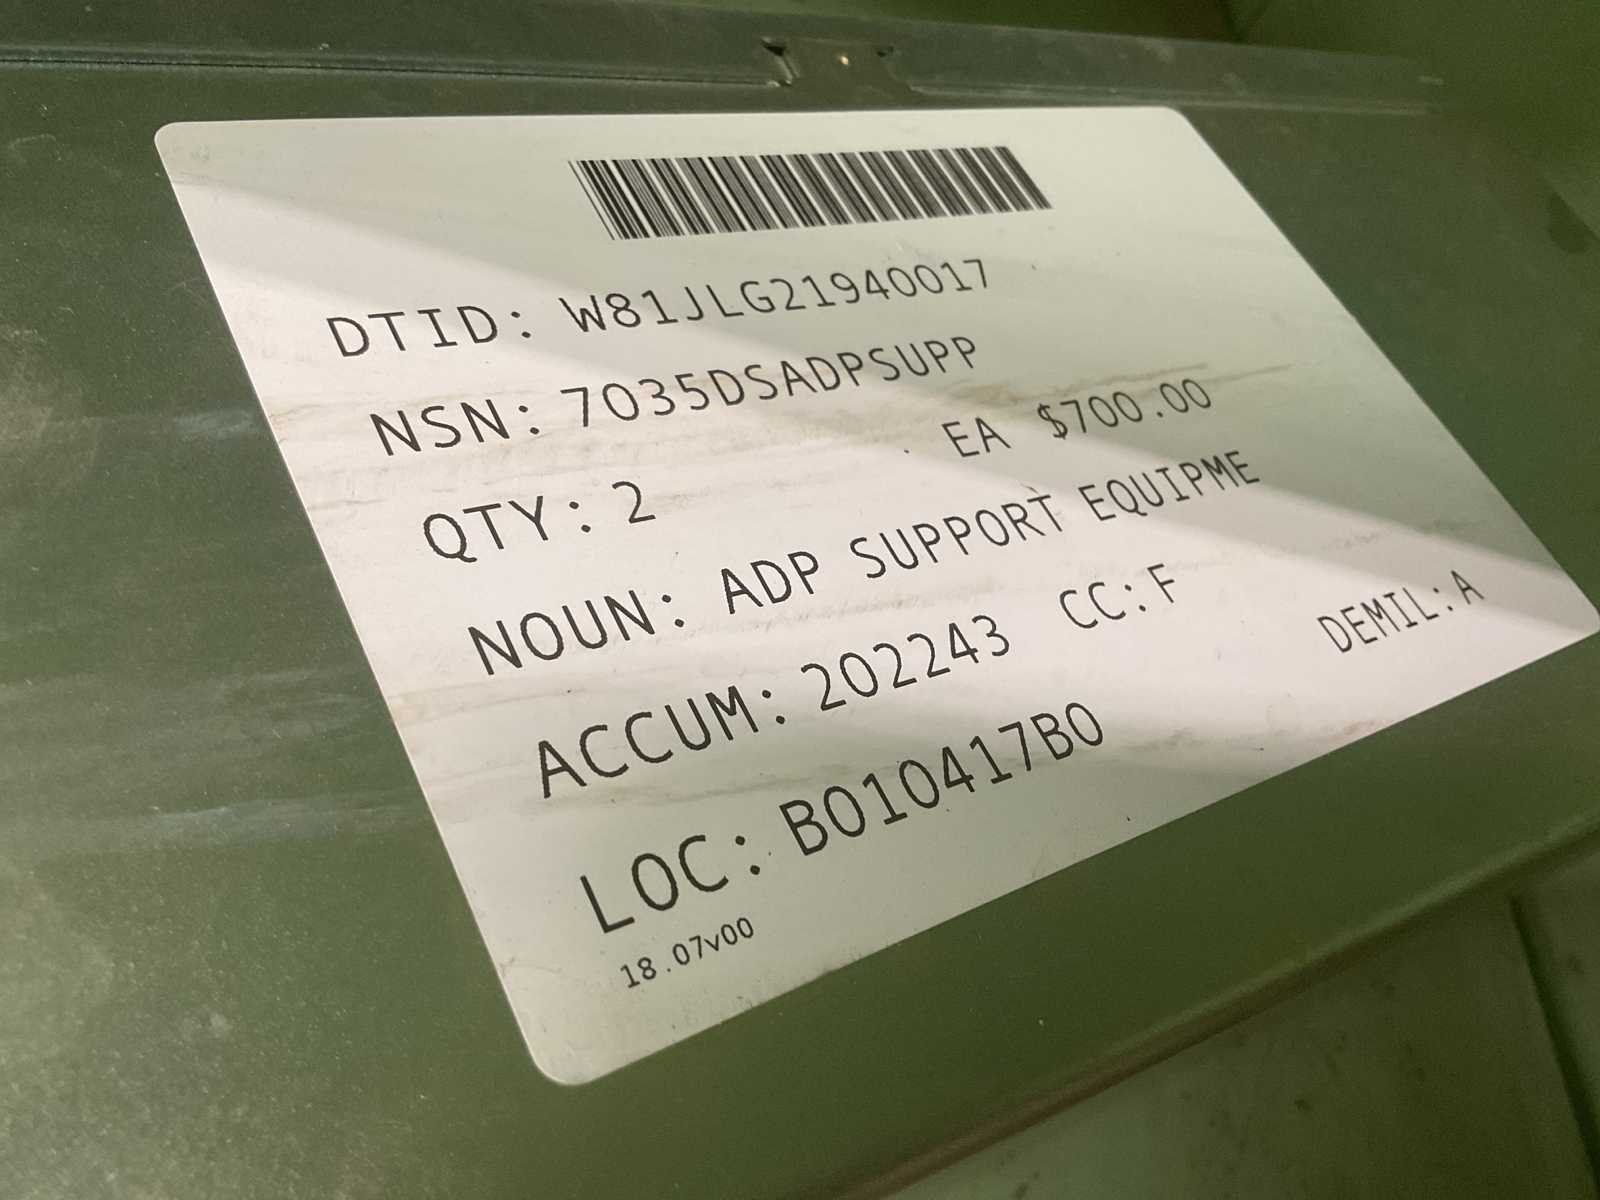 DTID: W81JLG21940017
NSN: 7035DSADPSUPP
QTY: 2 EA $700.00
NOUN: ADP SUPPORT EQUIPME
ACCUM: 202243 CC: F DEMIL: A
LOC: B010417B0
18.07v00